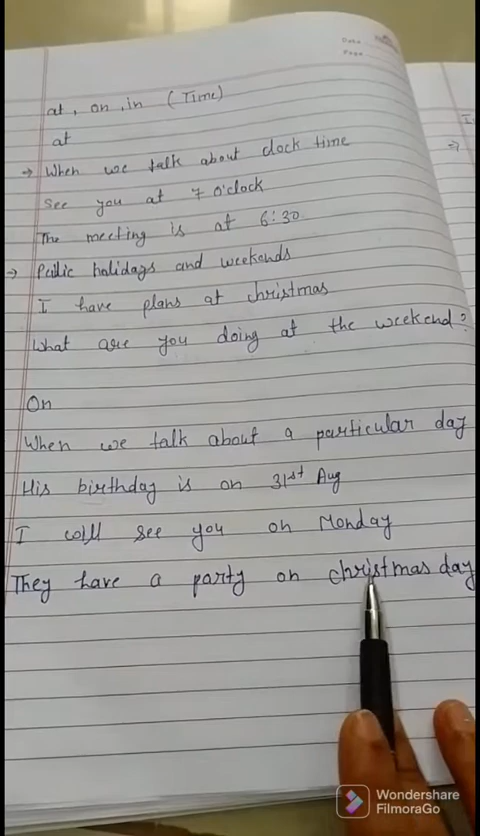 Date
Page
at, on, in (Time)
at
→ When we talk about clock time
See you at 7 o'clock
The meeting is at 6:30
→ Pullic holidays and weekends
I have plans at christmas
What are you doing at the weekend?
On
When we talk about a particular day
His birthday is on 31st Aug
I will see you on Monday
They have a party on christmas day
Wondershare
FilmoraGo